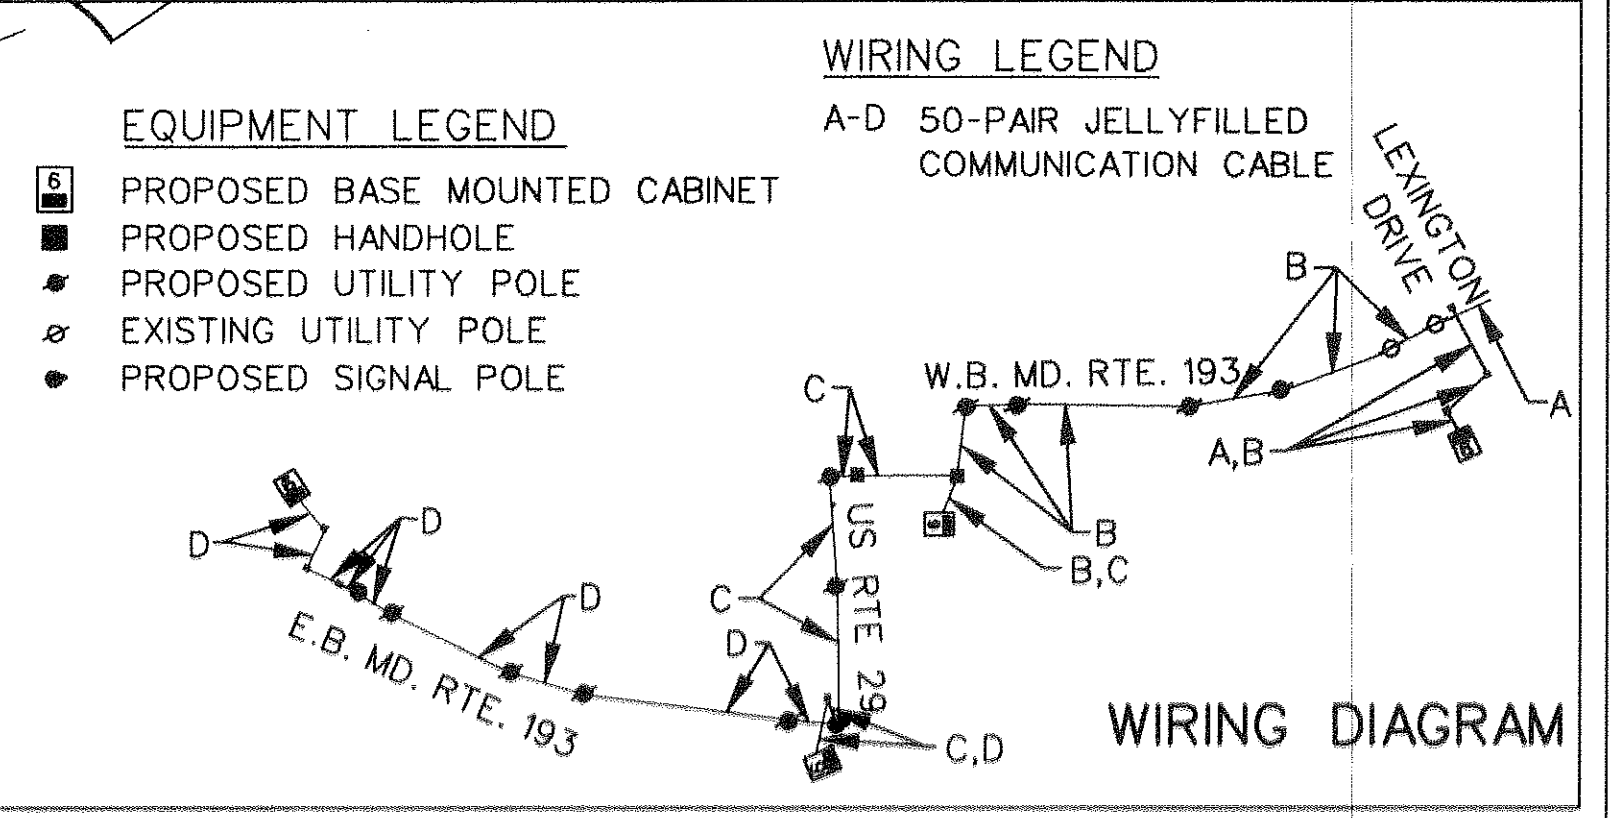 WIRING LEGEND
A-D 50-PAIR JELLYFILLED
COMMUNICATION CABLE
EQUIPMENT LEGEND
6
PROPOSED BASE MOUNTED CABINET
PROPOSED HANDHOLE
PROPOSED UTILITY POLE
EXISTING UTILITY POLE
PROPOSED SIGNAL POLE
LEXINGTON
DRIVE
B
W.B. MD. RTE. 193
C
A
A,B
D
D
US RTE 29
B
B,C
C
D
D
E.B. MD. RTE. 193
C,D
WIRING DIAGRAM